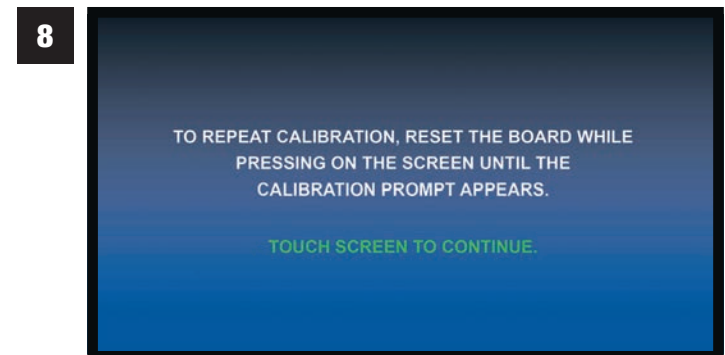 8
TO REPEAT CALIBRATION, RESET THE BOARD WHILE
PRESSING ON THE SCREEN UNTIL THE
CALIBRATION PROMPT APPEARS.
TOUCH SCREEN TO CONTINUE.